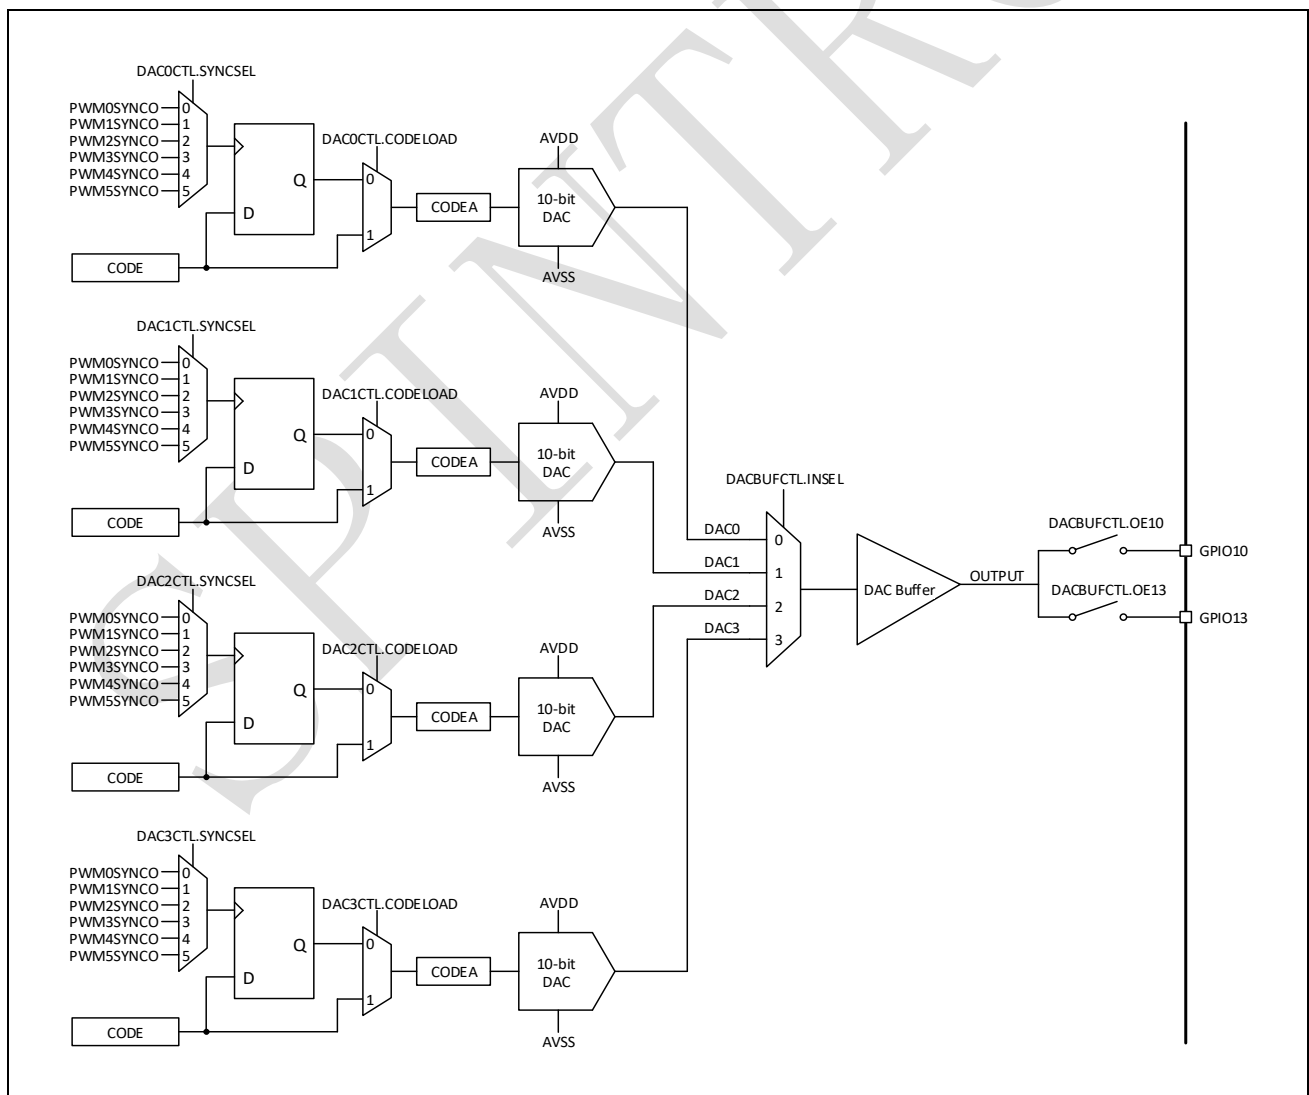 DAC0CTL.SYNCSEL
PWM0SYNCO 0
PWM1SYNCO 1
PWM2SYNCO 2
PWM3SYNCO 3
PWM4SYNCO 4
PWM5SYNCO 5
DAC0CTL.CODELOAD
Q
D
0
1
CODE
CODEA
AVDD
10-bit
DAC
AVSS
DAC1CTL.SYNCSEL
PWM0SYNCO 0
PWM1SYNCO 1
PWM2SYNCO 2
PWM3SYNCO 3
PWM4SYNCO 4
PWM5SYNCO 5
DAC1CTL.CODELOAD
Q
D
0
1
CODE
CODEA
AVDD
10-bit
DAC
AVSS
DAC2CTL.SYNCSEL
PWM0SYNCO 0
PWM1SYNCO 1
PWM2SYNCO 2
PWM3SYNCO 3
PWM4SYNCO 4
PWM5SYNCO 5
DAC2CTL.CODELOAD
Q
D
0
1
CODE
CODEA
AVDD
10-bit
DAC
AVSS
DAC3CTL.SYNCSEL
PWM0SYNCO 0
PWM1SYNCO 1
PWM2SYNCO 2
PWM3SYNCO 3
PWM4SYNCO 4
PWM5SYNCO 5
DAC3CTL.CODELOAD
Q
D
0
1
CODE
CODEA
AVDD
10-bit
DAC
AVSS
DACBUFCTL.INSEL
DAC0 0
DAC1 1
DAC2 2
DAC3 3
DAC Buffer
OUTPUT
DACBUFCTL.OE10
GPIO10
DACBUFCTL.OE13
GPIO13
SPINTR